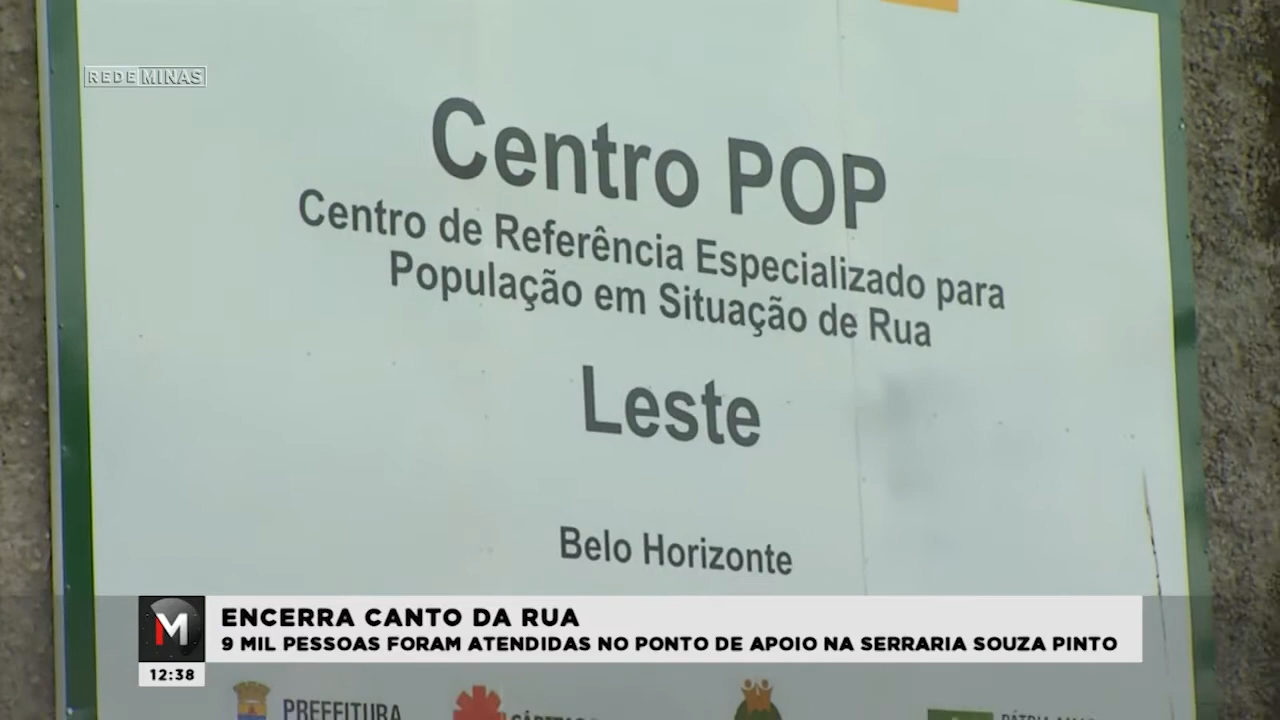 REDE MINAS
Centro POP
Centro de Referência Especializado para
População em Situação de Rua
Leste
Belo Horizonte
ENCERRA CANTO DA RUA
9 MIL PESSOAS FORAM ATENDIDAS NO PONTO DE APOIO NA SERRARIA SOUZA PINTO
M
12:38
PREFEITURA